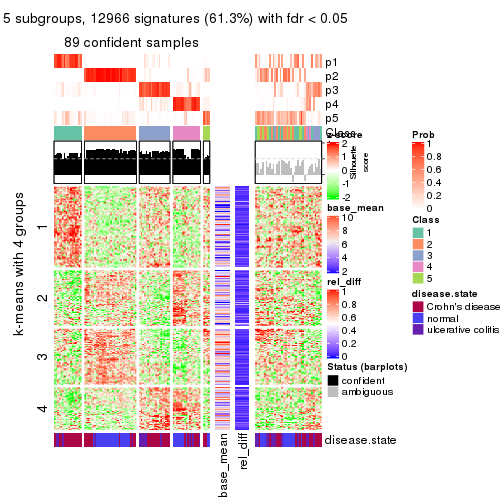 5 subgroups, 12966 signatures (61.3%) with fdr < 0.05
89 confident samples
p1
p2
p3
p4
p5
Class
z-score
2
1
0
-1
-2
Silhouette
score
Prob
1
0.8
0.6
0.4
0.2
0
k-means with 4 groups
1
2
3
4
base_mean
10
8
6
4
2
Class
1
2
3
4
5
rel_diff
1
0.8
0.6
0.4
0.2
0
disease.state
Crohn's disease
normal
ulcerative colitis
Status (barplots)
confident
ambiguous
disease.state
base_mean
rel_diff